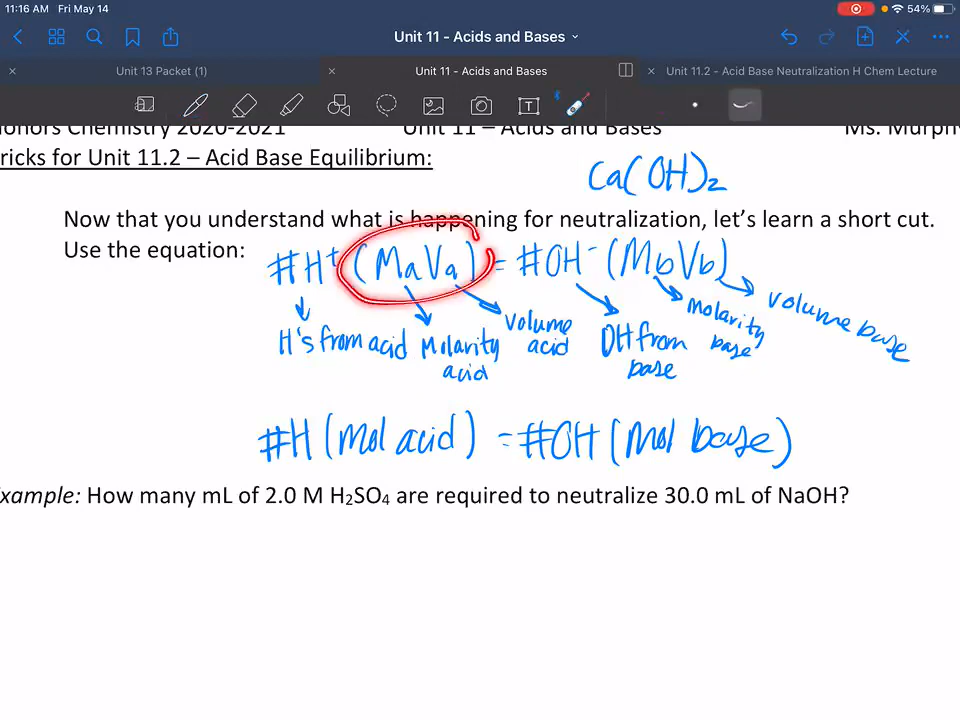 11:16 AM Fri May 14
54%
Unit 11 - Acids and Bases
Unit 13 Packet (1)
Unit 11 - Acids and Bases
Unit 11.2 - Acid Base Neutralization H Chem Lecture
onors Chemistry 2020-2021 Unit 11 – Acids and Bases Ms. Murphy
ricks for Unit 11.2 – Acid Base Equilibrium:
Ca(OH)₂
Now that you understand what is happening for neutralization, let's learn a short cut.
Use the equation: #H⁺(MaVa) = #OH⁻(MbVb)
H's from acid
Molarity acid
volume acid
OH from base
Molarity base
volume base
#H (mol acid) = #OH (mol base)
Example: How many mL of 2.0 M H₂SO₄ are required to neutralize 30.0 mL of NaOH?